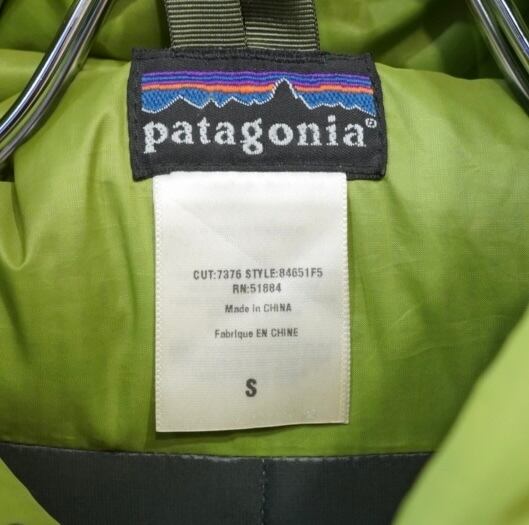 patagonia®
CUT:7376 STYLE:84651F5
RN:51884
Made in CHINA
Fabrique EN CHINE
S